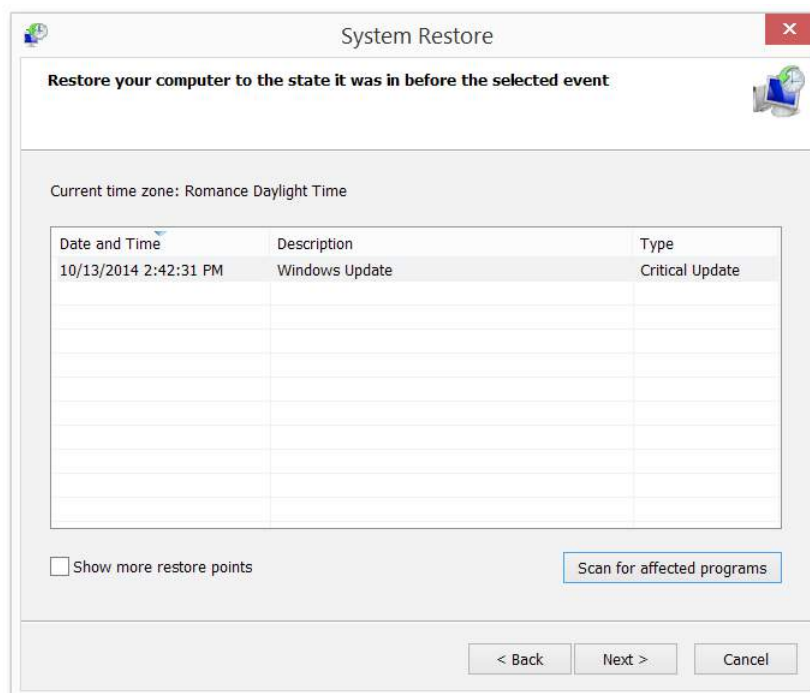 System Restore
Restore your computer to the state it was in before the selected event
Current time zone: Romance Daylight Time
Date and Time Description Type
10/13/2014 2:42:31 PM Windows Update Critical Update
Show more restore points Scan for affected programs
< Back Next > Cancel